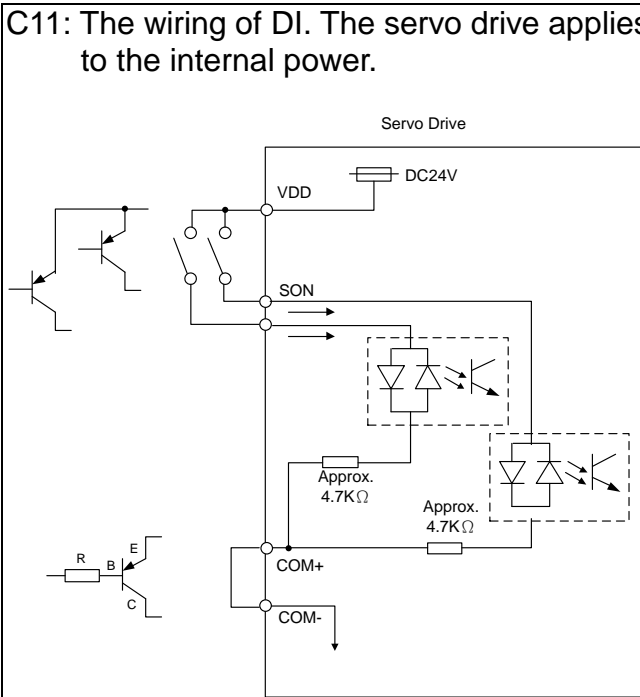 C11: The wiring of DI. The servo drive applies
to the internal power.
Servo Drive
DC24V
VDD
SON
Approx.
4.7KΩ
Approx.
4.7KΩ
COM+
COM-
R
B
E
C